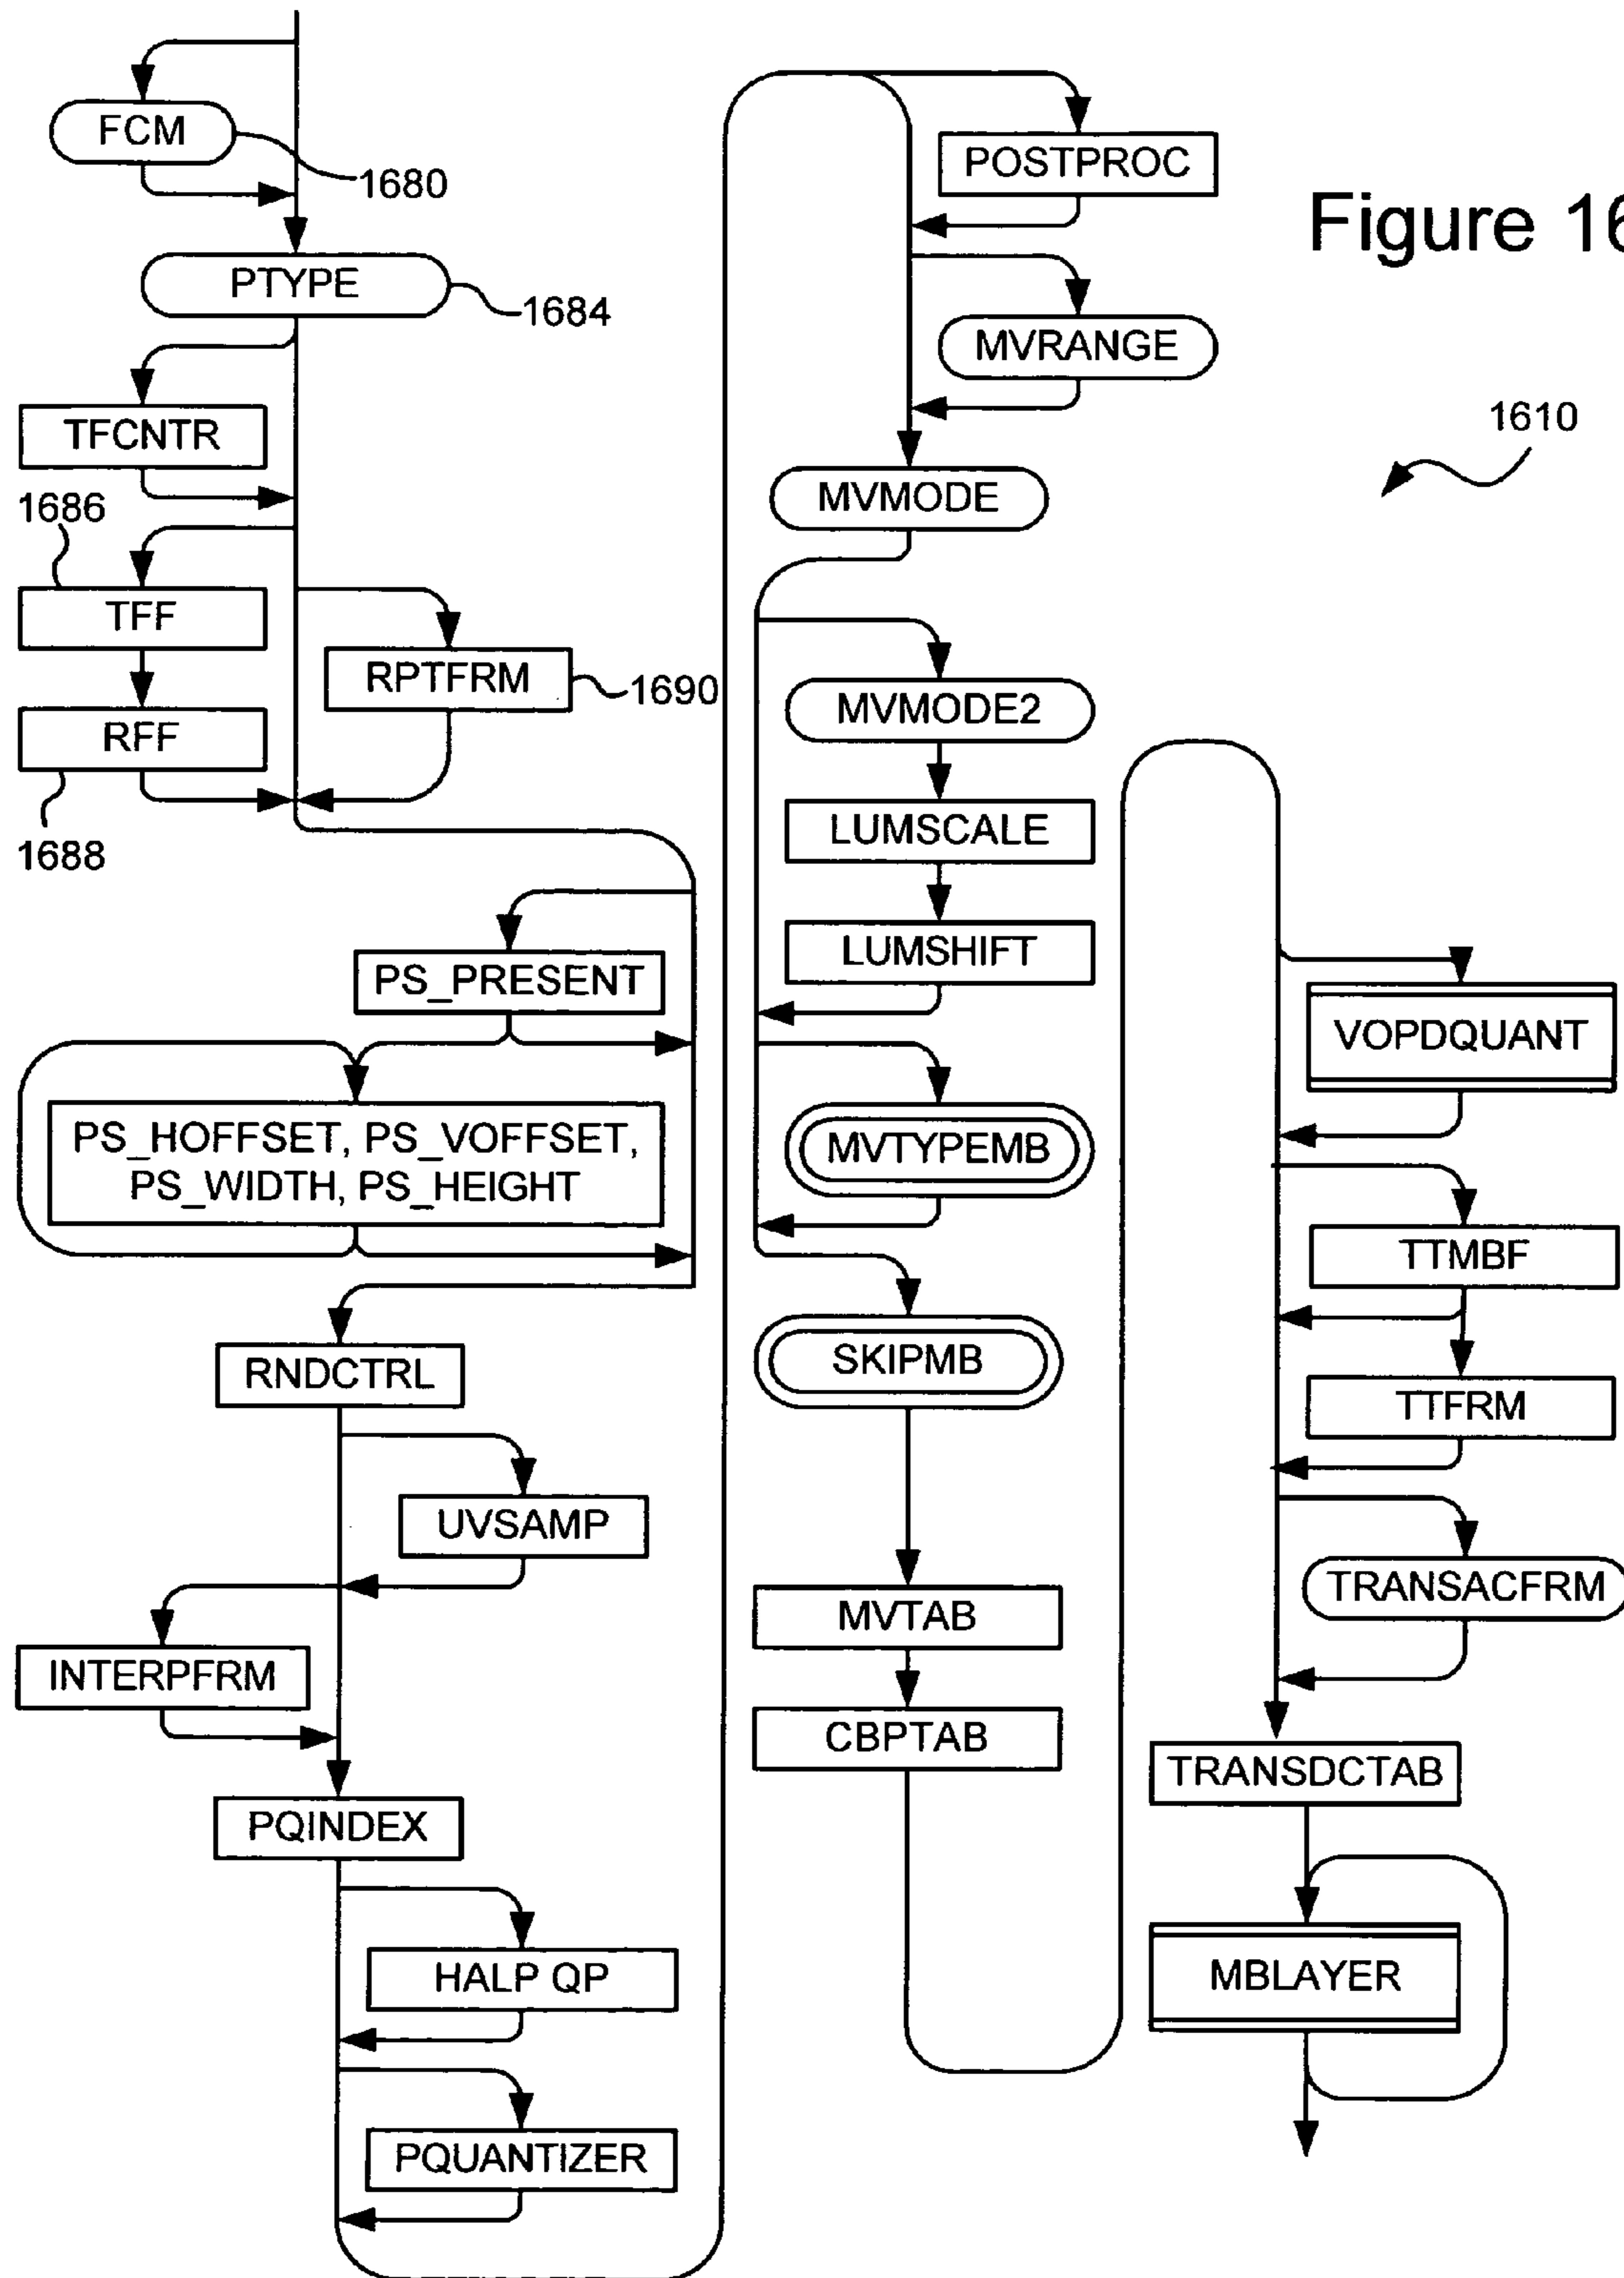 FCM
1680
PTYPE
1684
TFCNTR
1686
TFF
RPTFRM
1690
RFF
1688
PS_PRESENT
PS_HOFFSET, PS_VOFFSET,
PS_WIDTH, PS_HEIGHT
RNDCTRL
UVSAMP
INTERPFRM
PQINDEX
HALP QP
PQUANTIZER
POSTPROC
MVRANGE
MVMODE
MVMODE2
LUMSCALE
LUMSHIFT
MVTYPEMB
SKIPMB
MVTAB
CBPTAB
Figure 16
1610
VOPDQUANT
TTMBF
TTFRM
TRANSACFRM
TRANSDCTAB
MBLAYER